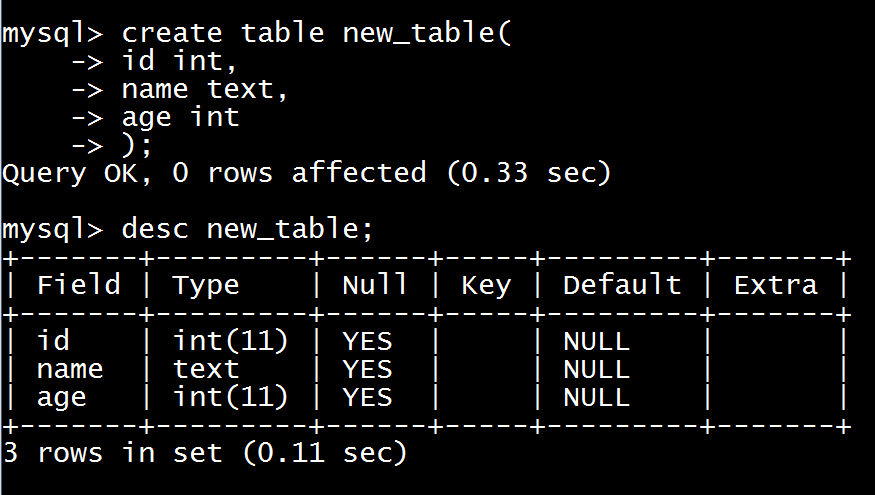 mysql> create table new_table(
    -> id int,
    -> name text,
    -> age int
    -> );
Query OK, 0 rows affected (0.33 sec)

mysql> desc new_table;
+-------+---------+------+-----+---------+-------+
| Field | Type    | Null | Key | Default | Extra |
+-------+---------+------+-----+---------+-------+
| id    | int(11) | YES  |     | NULL    |       |
| name  | text    | YES  |     | NULL    |       |
| age   | int(11) | YES  |     | NULL    |       |
+-------+---------+------+-----+---------+-------+
3 rows in set (0.11 sec)